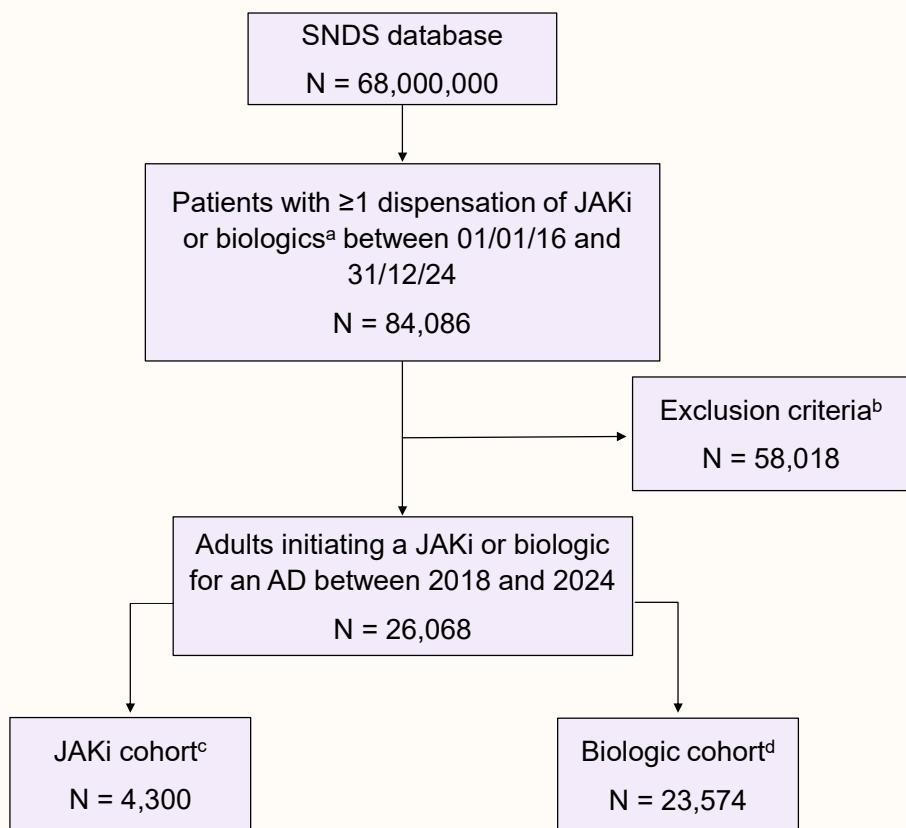 SNDS database
N = 68,000,000
Patients with ≥1 dispensation of JAKi
or biologicsᵃ between 01/01/16 and
31/12/24
N = 84,086
Exclusion criteriaᵇ
N = 58,018
Adults initiating a JAKi or biologic
for an AD between 2018 and 2024
N = 26,068
JAKi cohortᶜ
N = 4,300
Biologic cohortᵈ
N = 23,574